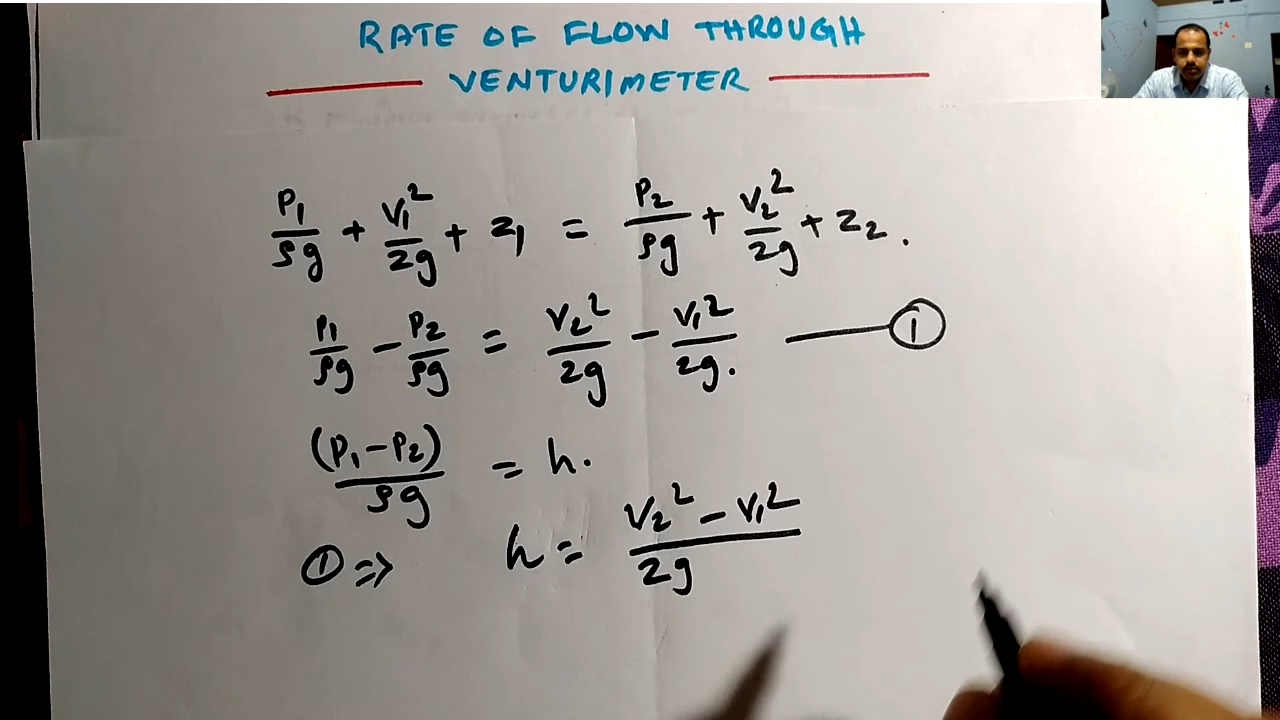 RATE OF FLOW THROUGH
VENTURIMETER
P₁/ρg + V₁²/2g + z₁ = P₂/ρg + V₂²/2g + z₂.
P₁/ρg − P₂/ρg = V₂²/2g − V₁²/2g. —— ①
(P₁−P₂)/ρg = h.
① ⇒ h = V₂² − V₁²/2g